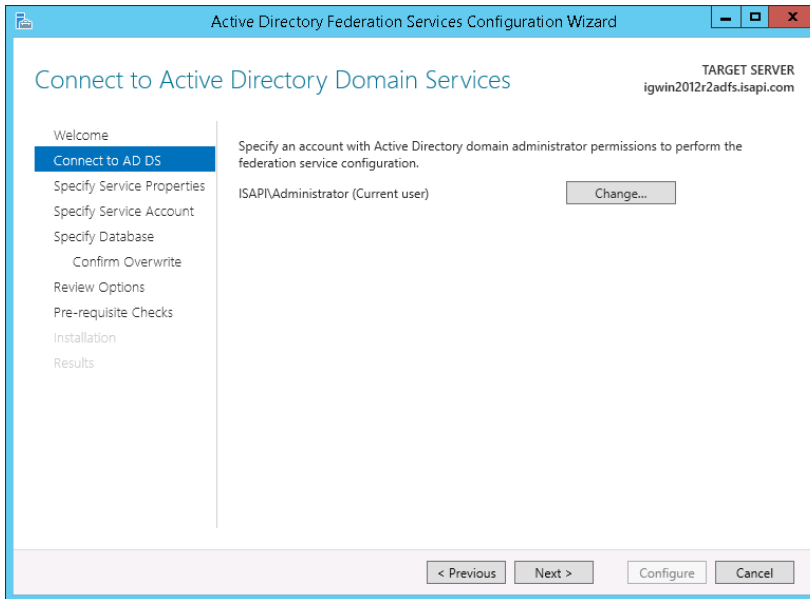 Active Directory Federation Services Configuration Wizard
Connect to Active Directory Domain Services
TARGET SERVER
igwin2012r2adfs.isapi.com
Welcome
Connect to AD DS
Specify Service Properties
Specify Service Account
Specify Database
Confirm Overwrite
Review Options
Pre-requisite Checks
Installation
Results
Specify an account with Active Directory domain administrator permissions to perform the
federation service configuration.
ISAPI\Administrator (Current user)
Change...
< Previous
Next >
Configure
Cancel